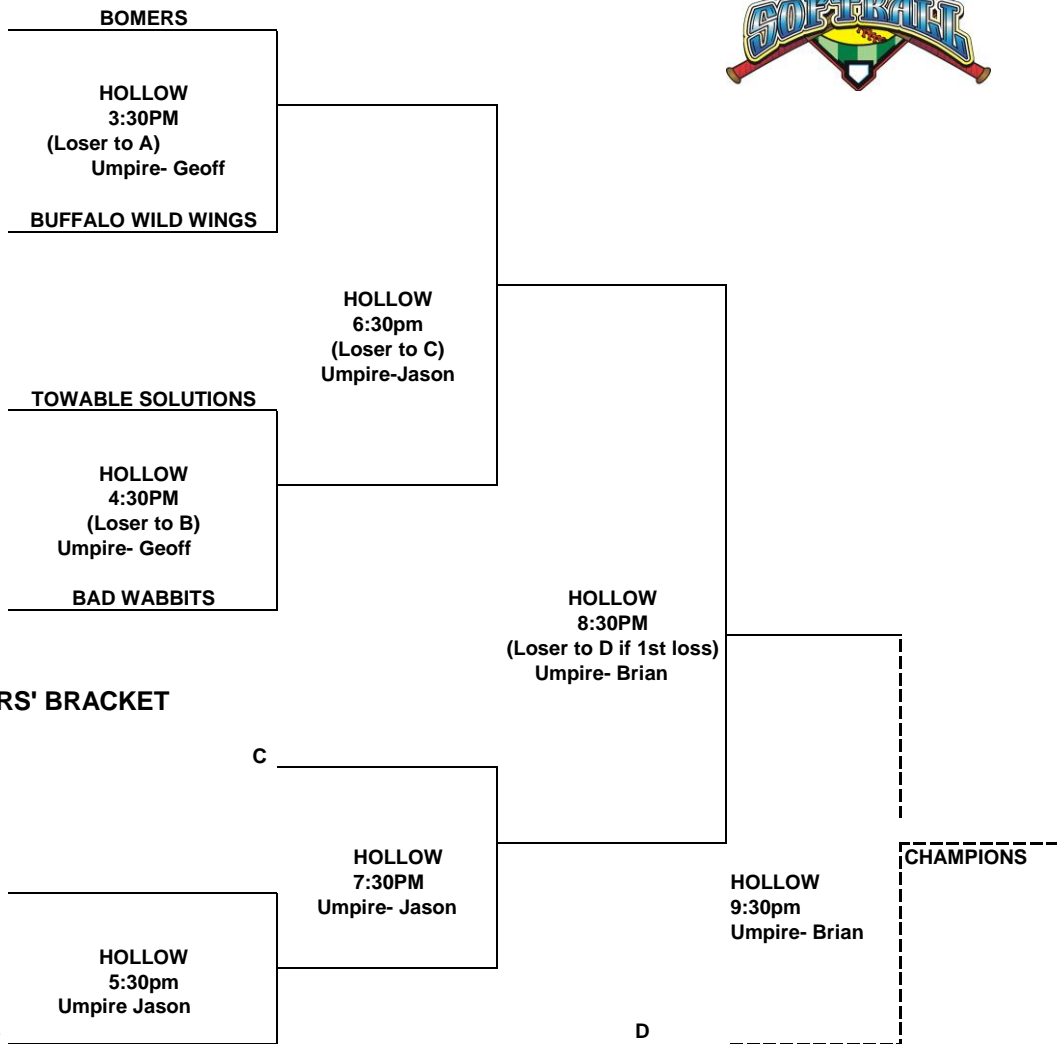 BOMERS
SOFTBALL
HOLLOW
3:30PM
(Loser to A)
Umpire- Geoff
BUFFALO WILD WINGS
HOLLOW
6:30pm
(Loser to C)
Umpire-Jason
TOWABLE SOLUTIONS
HOLLOW
4:30PM
(Loser to B)
Umpire- Geoff
BAD WABBITS
HOLLOW
8:30PM
(Loser to D if 1st loss)
Umpire- Brian
RS' BRACKET
C
HOLLOW
7:30PM
Umpire- Jason
CHAMPIONS
HOLLOW
9:30pm
Umpire- Brian
HOLLOW
5:30pm
Umpire Jason
D